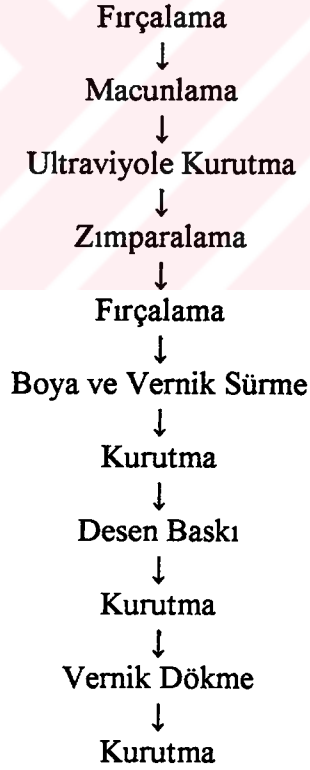 Fırçalama
↓
Macunlama
↓
Ultraviyole Kurutma
↓
Zımparalama
↓
Fırçalama
↓
Boya ve Vernik Sürme
↓
Kurutma
↓
Desen Baskı
↓
Kurutma
↓
Vernik Dökme
↓
Kurutma